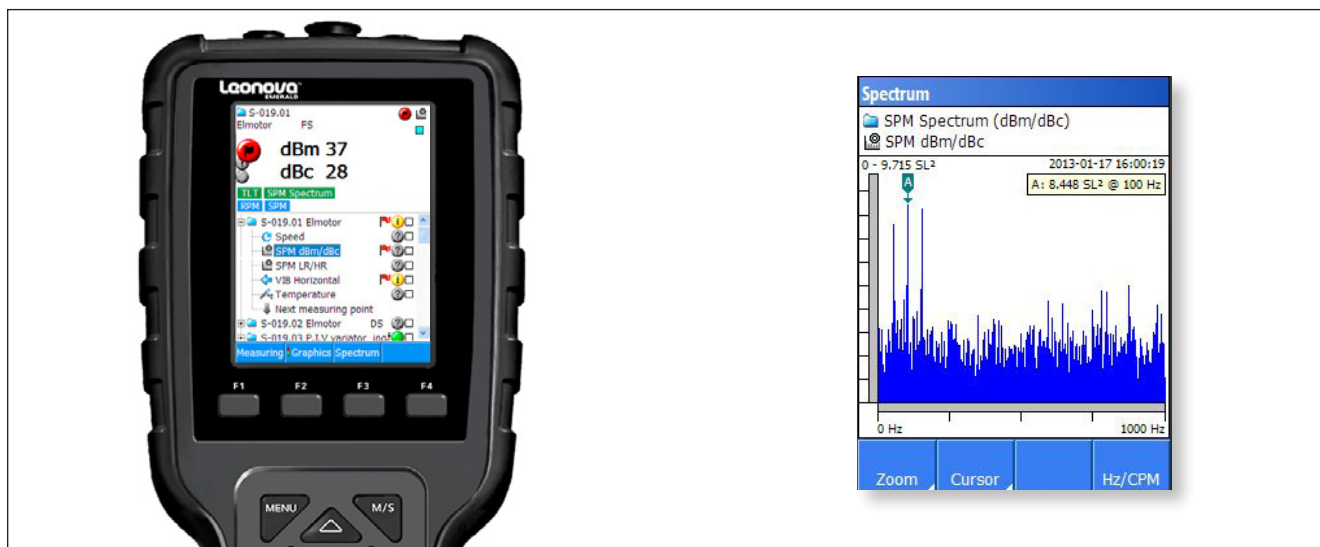 Leonova
EMERALD
S-019.01
Elmotor FS
dBm 37
dBc 28
TLT SPM Spectrum
RPM SPM
S-019.01 Elmotor
Speed
SPM dBm/dBc
SPM LR/HR
VIB Horizontal
Temperature
Next measuring point
S-019.02 Elmotor DS
S-019.03 P.I.V variator
Measuring Graphics Spectrum
F1 F2 F3 F4
MENU M/S
Spectrum
SPM Spectrum (dBm/dBc)
SPM dBm/dBc
0 - 9.715 SL² 2013-01-17 16:00:19
A
A: 8.448 SL² @ 100 Hz
0 Hz 1000 Hz
Zoom Cursor Hz/CPM